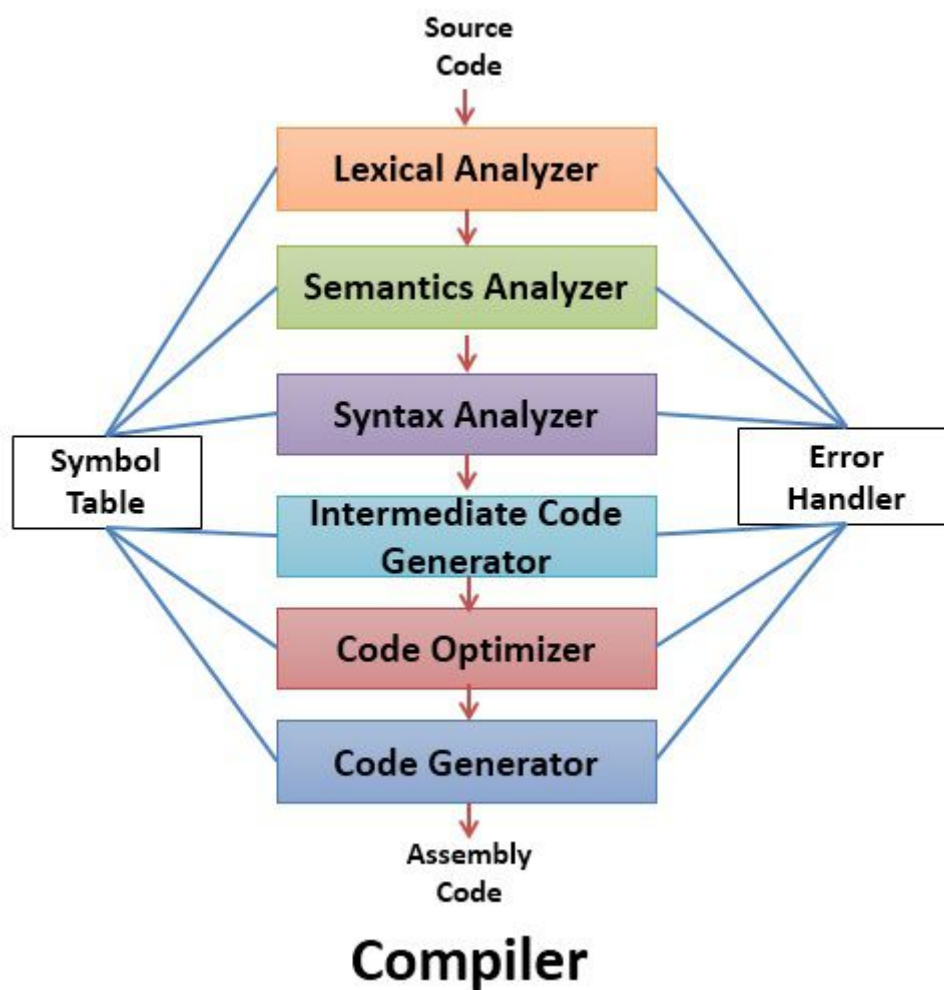 Source
Code
Lexical Analyzer
Semantics Analyzer
Syntax Analyzer
Symbol
Table
Error
Handler
Intermediate Code
Generator
Code Optimizer
Code Generator
Assembly
Code
Compiler